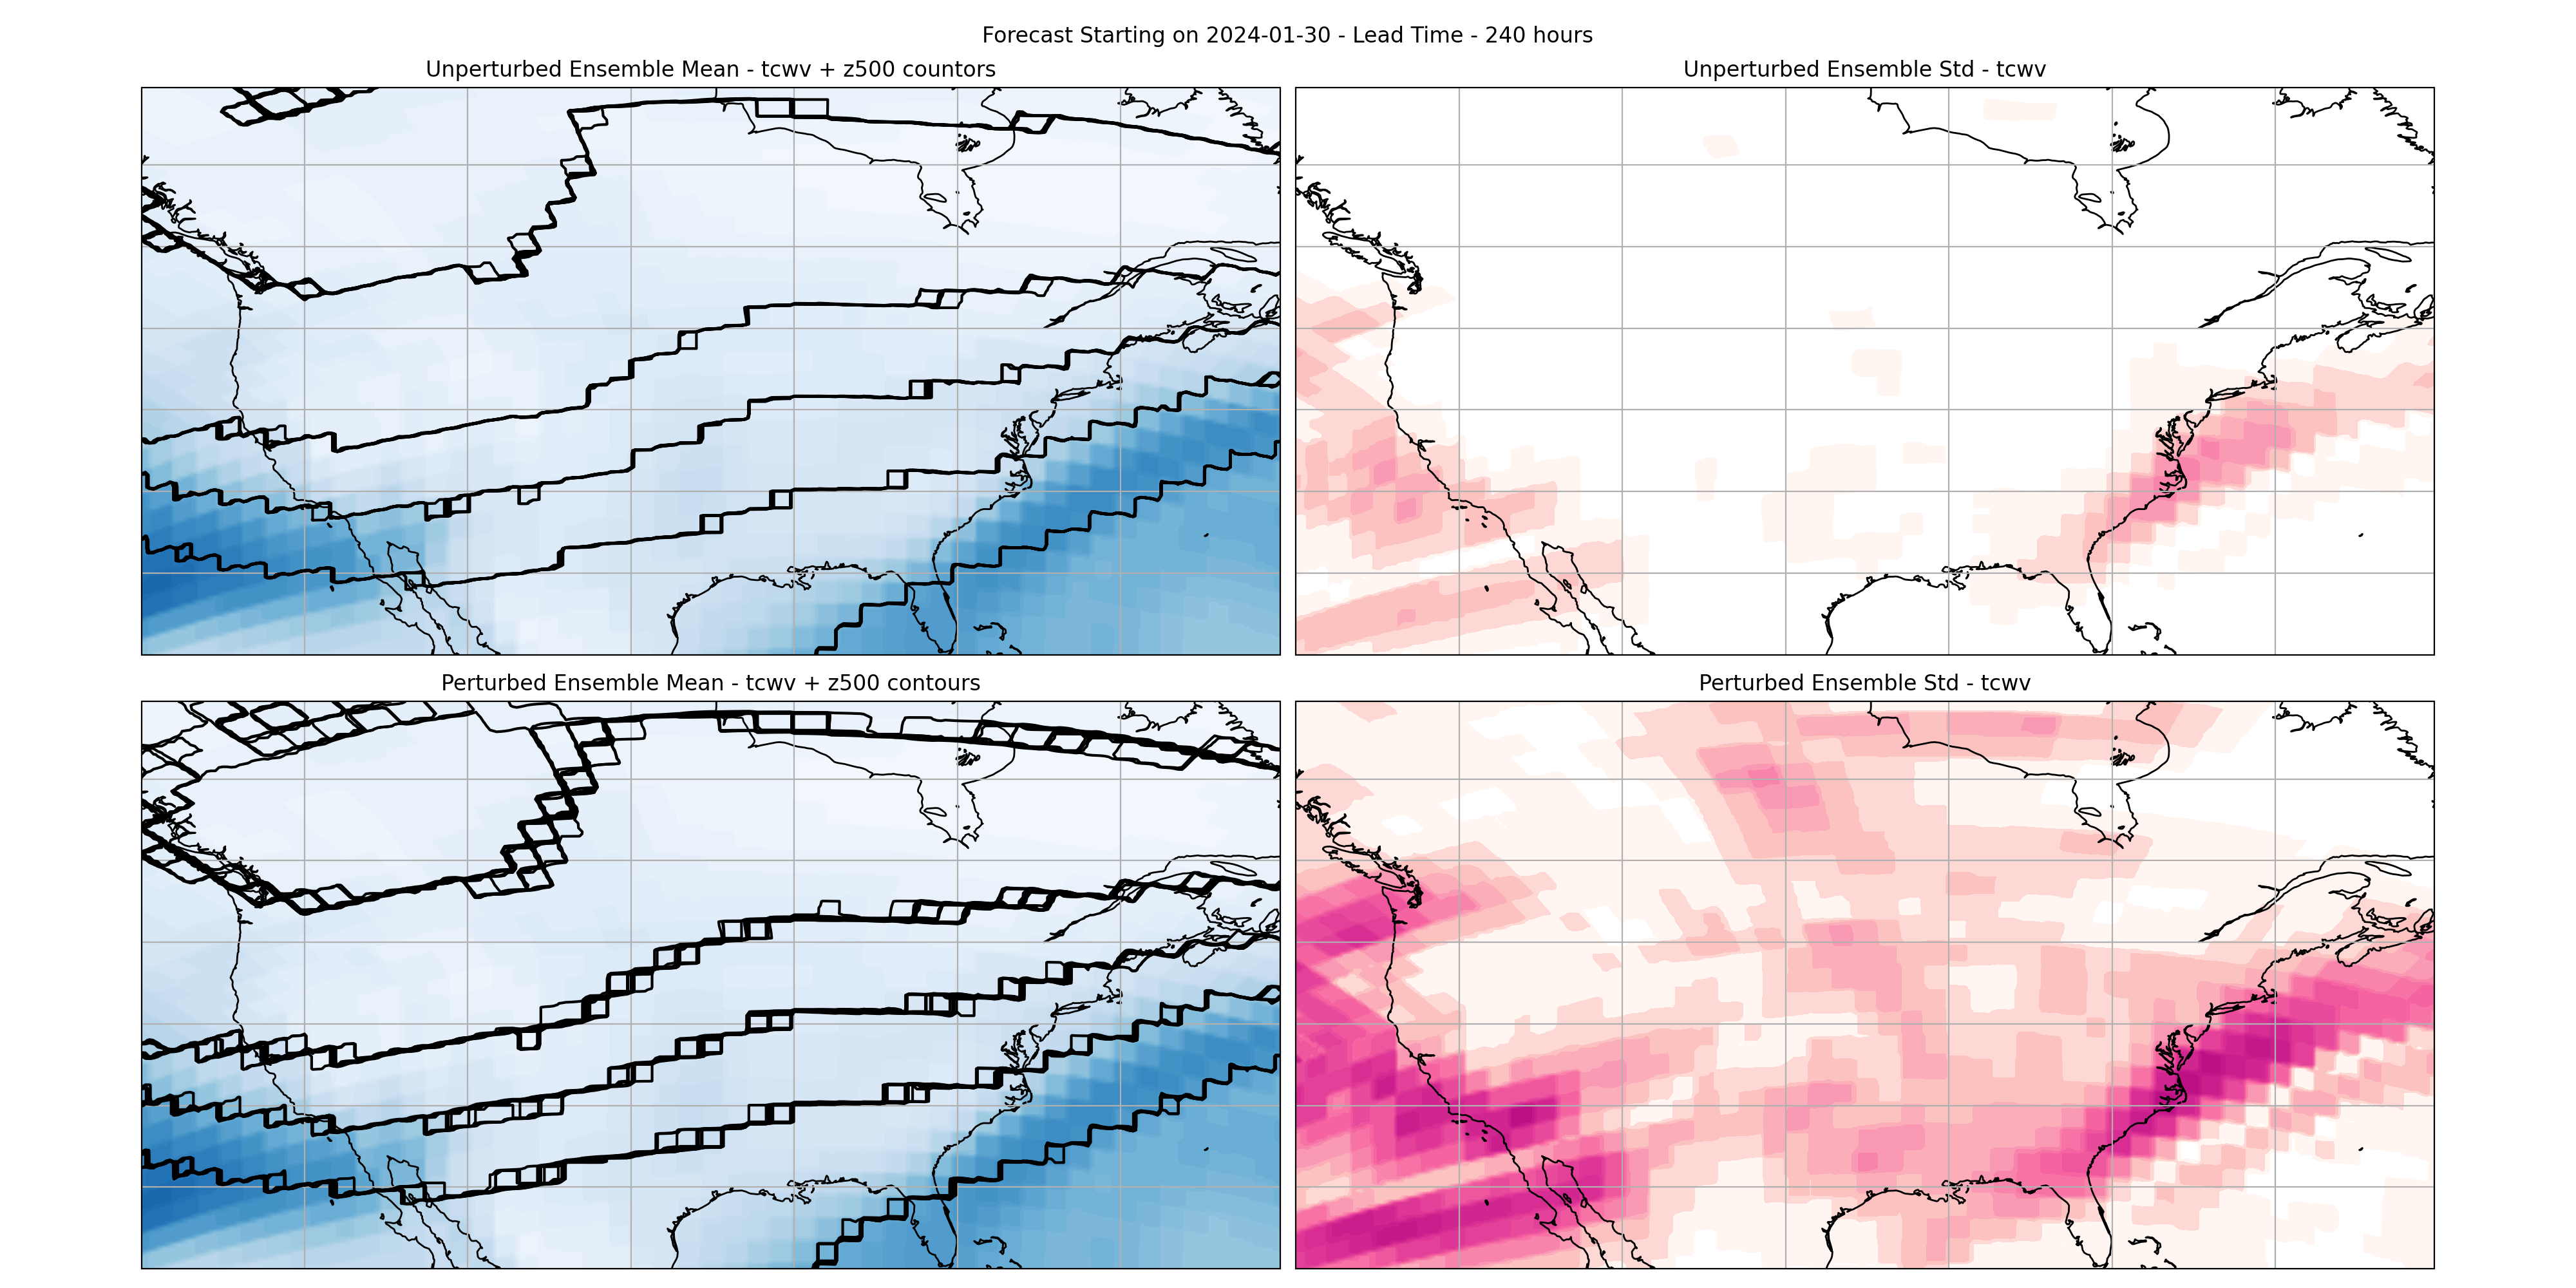 Forecast Starting on 2024-01-30 - Lead Time - 240 hours
Unperturbed Ensemble Mean - tcwv + z500 countors
Unperturbed Ensemble Std - tcwv
Perturbed Ensemble Mean - tcwv + z500 contours
Perturbed Ensemble Std - tcwv